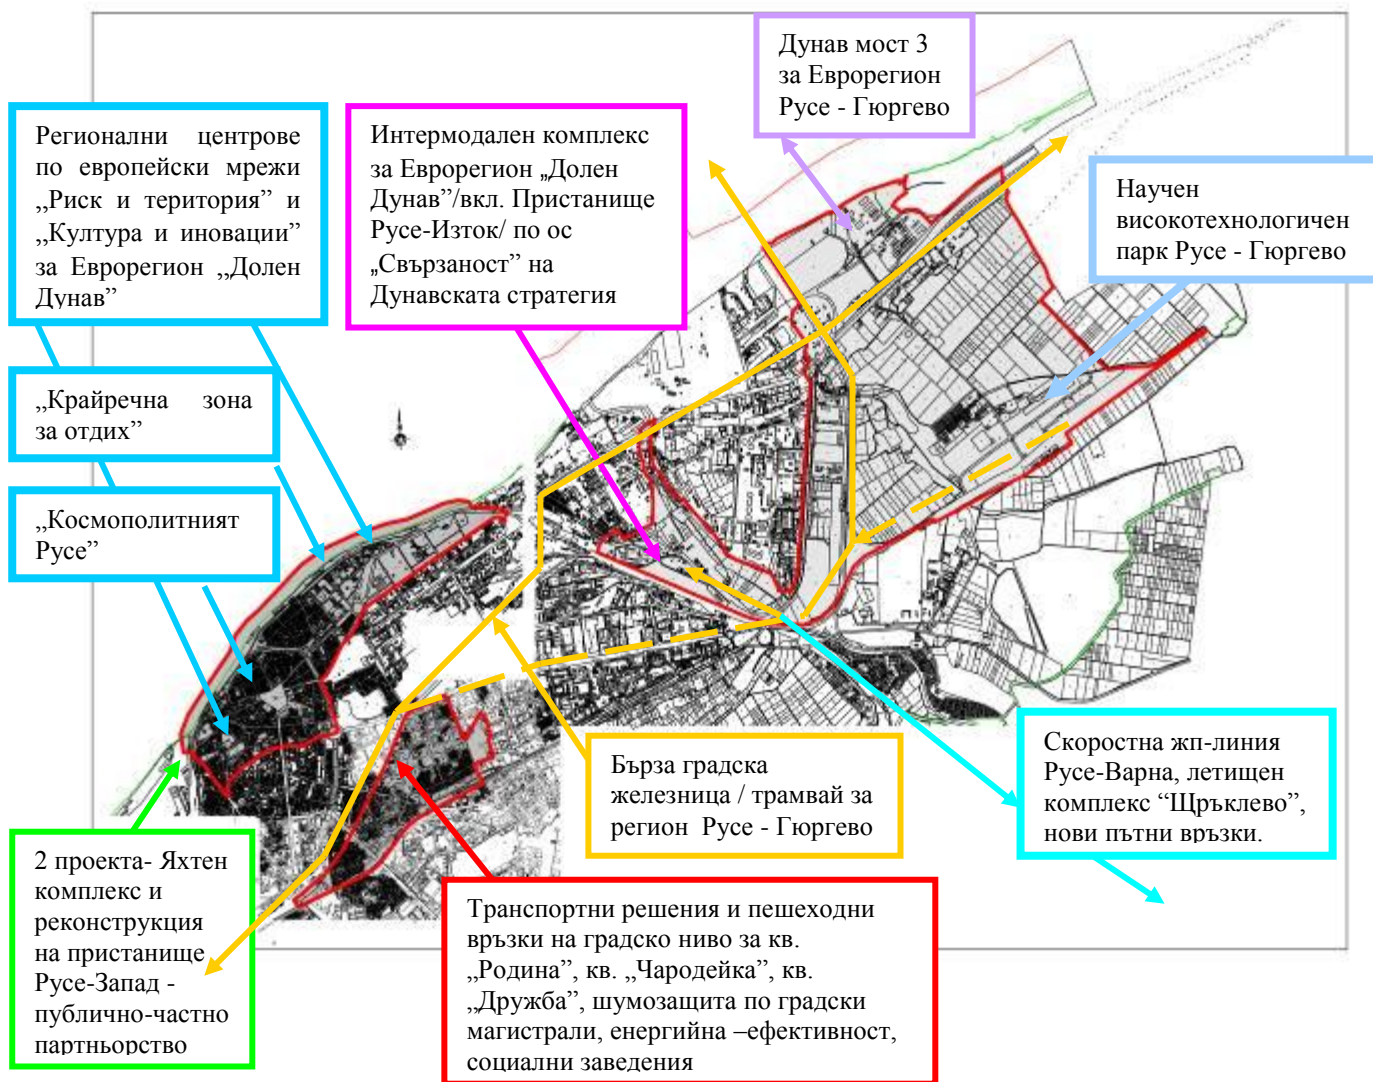 Дунав мост 3
за Еврорегион
Русе - Гюргево
Регионални центрове
по европейски мрежи
„Риск и територия” и
„Култура и иновации”
за Еврорегион „Долен
Дунав”
Интермодален комплекс
за Еврорегион „Долен
Дунав”/вкл. Пристанище
Русе-Изток/ по ос
„Свързаност” на
Дунавската стратегия
Научен
високотехнологичен
парк Русе - Гюргево
„Крайречна зона
за отдих”
„Космополитният
Русе”
Бърза градска
железница / трамвай за
регион Русе - Гюргево
Скоростна жп-линия
Русе-Варна, летищен
комплекс “Щръклево”,
нови пътни връзки.
2 проекта- Яхтен
комплекс и
реконструкция
на пристанище
Русе-Запад -
публично-частно
партньорство
Транспортни решения и пешеходни
връзки на градско ниво за кв.
„Родина”, кв. „Чародейка”, кв.
„Дружба”, шумозащита по градски
магистрали, енергийна –ефективност,
социални заведения